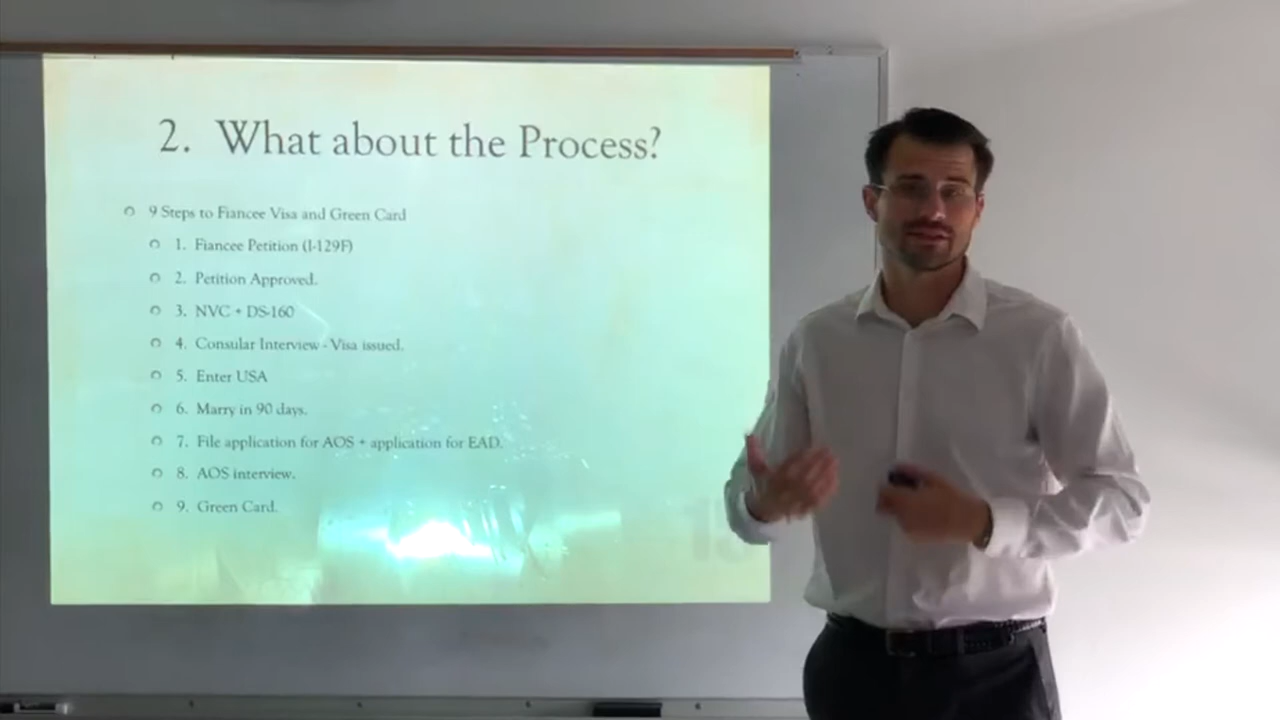 2. What about the Process?
9 Steps to Fiancee Visa and Green Card
1. Fiancee Petition (I-129F)
2. Petition Approved.
3. NVC + DS-160
4. Consular Interview - Visa issued.
5. Enter USA
6. Marry in 90 days.
7. File application for AOS + application for EAD.
8. AOS interview.
9. Green Card.